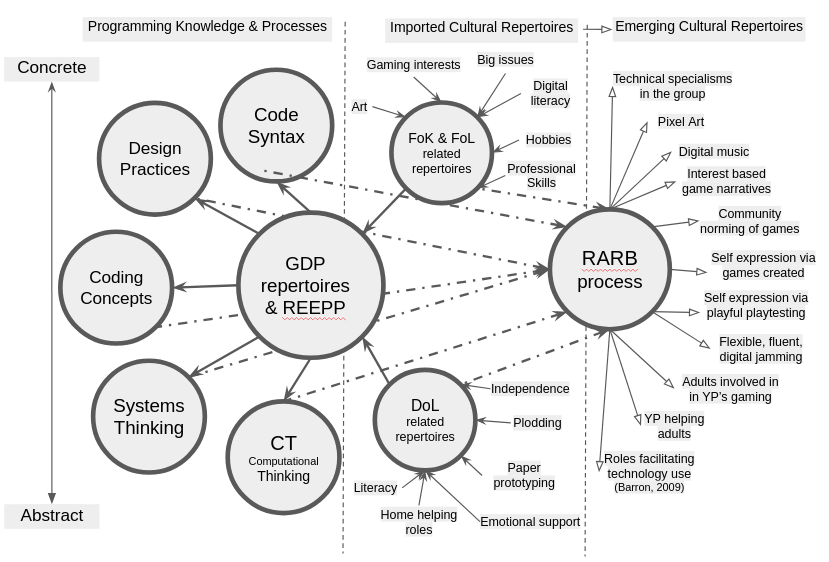 Programming Knowledge & Processes
Imported Cultural Repertoires
Emerging Cultural Repertoires
Concrete
Abstract
Code
Syntax
Design
Practices
Coding
Concepts
Systems
Thinking
CT
Computational
Thinking
GDP
repertoires
& REEPP
Gaming interests
Big issues
Art
Digital
literacy
Hobbies
Professional
Skills
FoK & FoL
related
repertoires
DoL
related
repertoires
Independence
Plodding
Paper
prototyping
Literacy
Home helping
roles
Emotional support
RARB
process
Technical specialisms
in the group
Pixel Art
Digital music
Interest based
game narratives
Community
norming of games
Self expression via
games created
Self expression via
playful playtesting
Flexible, fluent,
digital jamming
Adults involved in
in YP's gaming
YP helping
adults
Roles facilitating
technology use
(Barron, 2009)